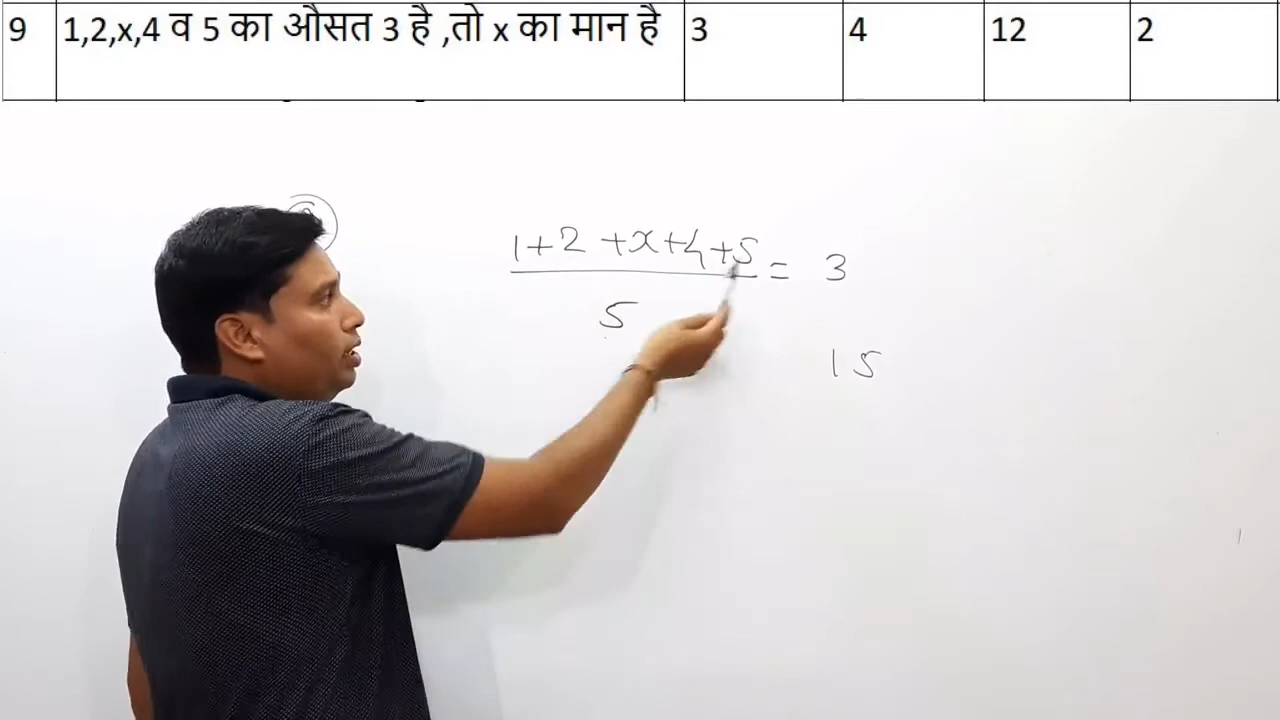 9 1,2,x,4 व 5 का औसत 3 है ,तो x का मान है 3 4 12 2
1+2+x+4+5
= 3
5
15